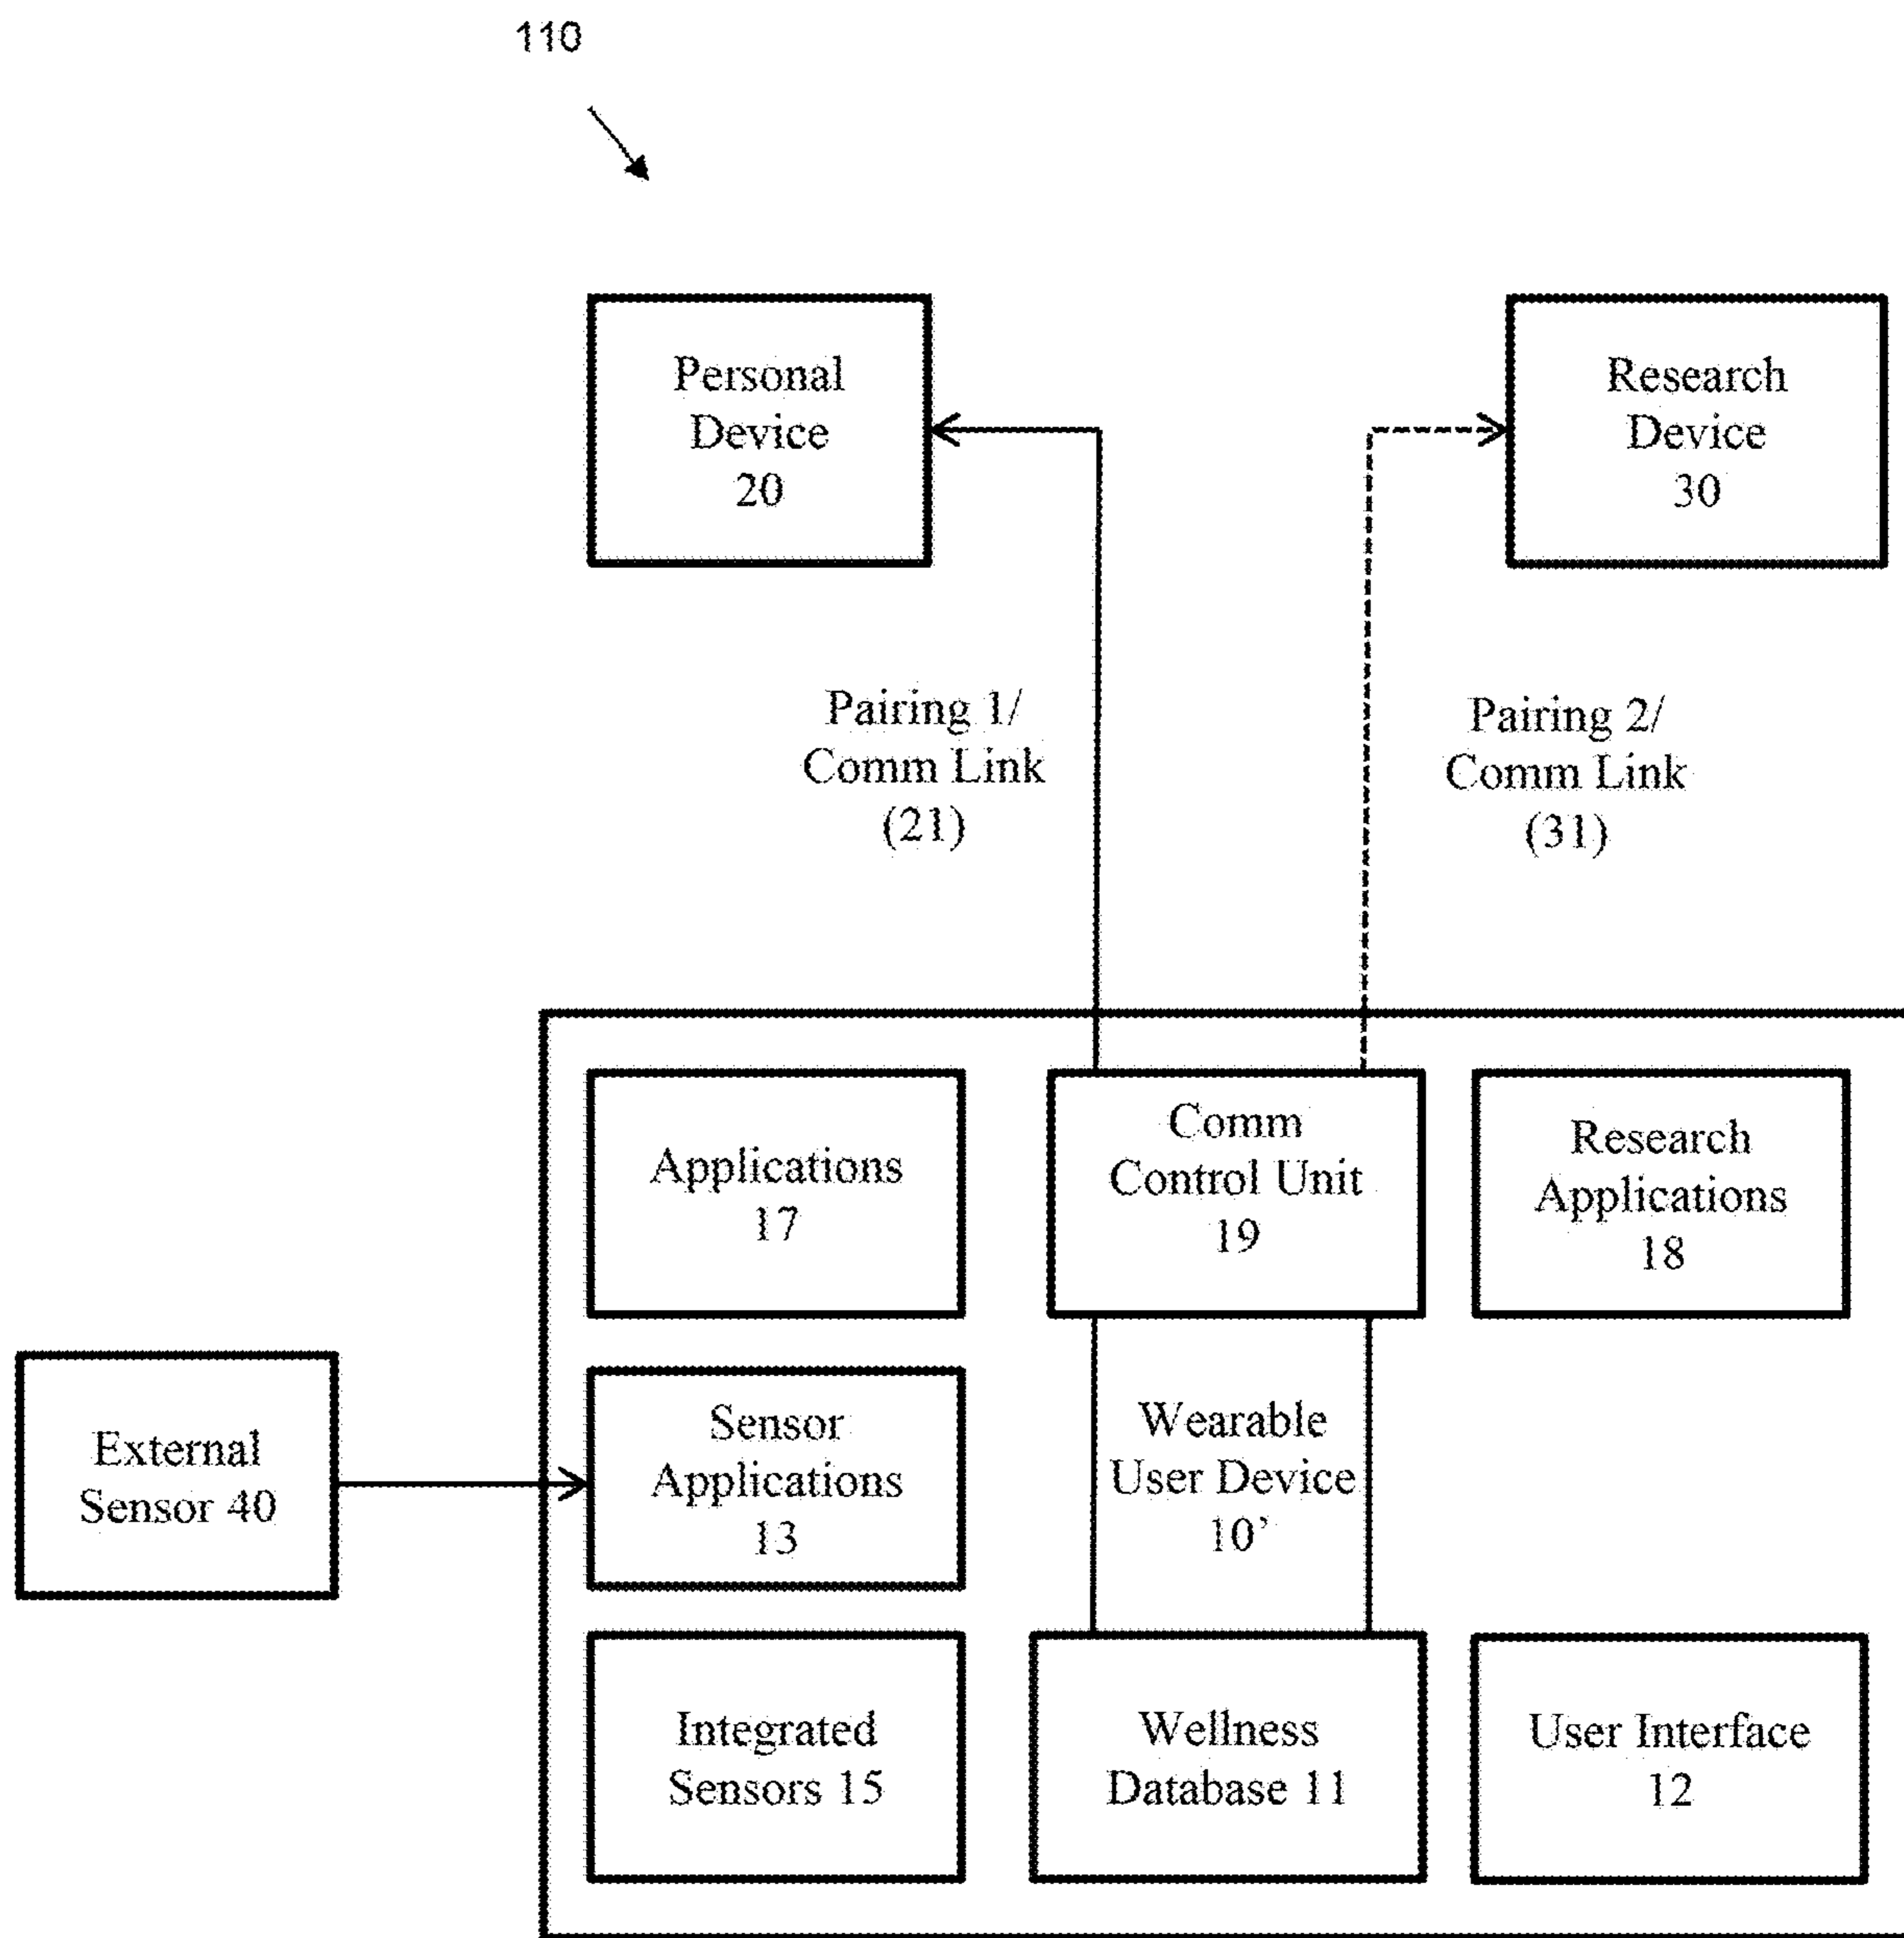 110
Personal
Device
20
Research
Device
30
Pairing 1/
Comm Link
(21)
Pairing 2/
Comm Link
(31)
Applications
17
Comm
Control Unit
19
Research
Applications
18
External
Sensor 40
Sensor
Applications
13
Wearable
User Device
10’
Integrated
Sensors 15
Wellness
Database 11
User Interface
12